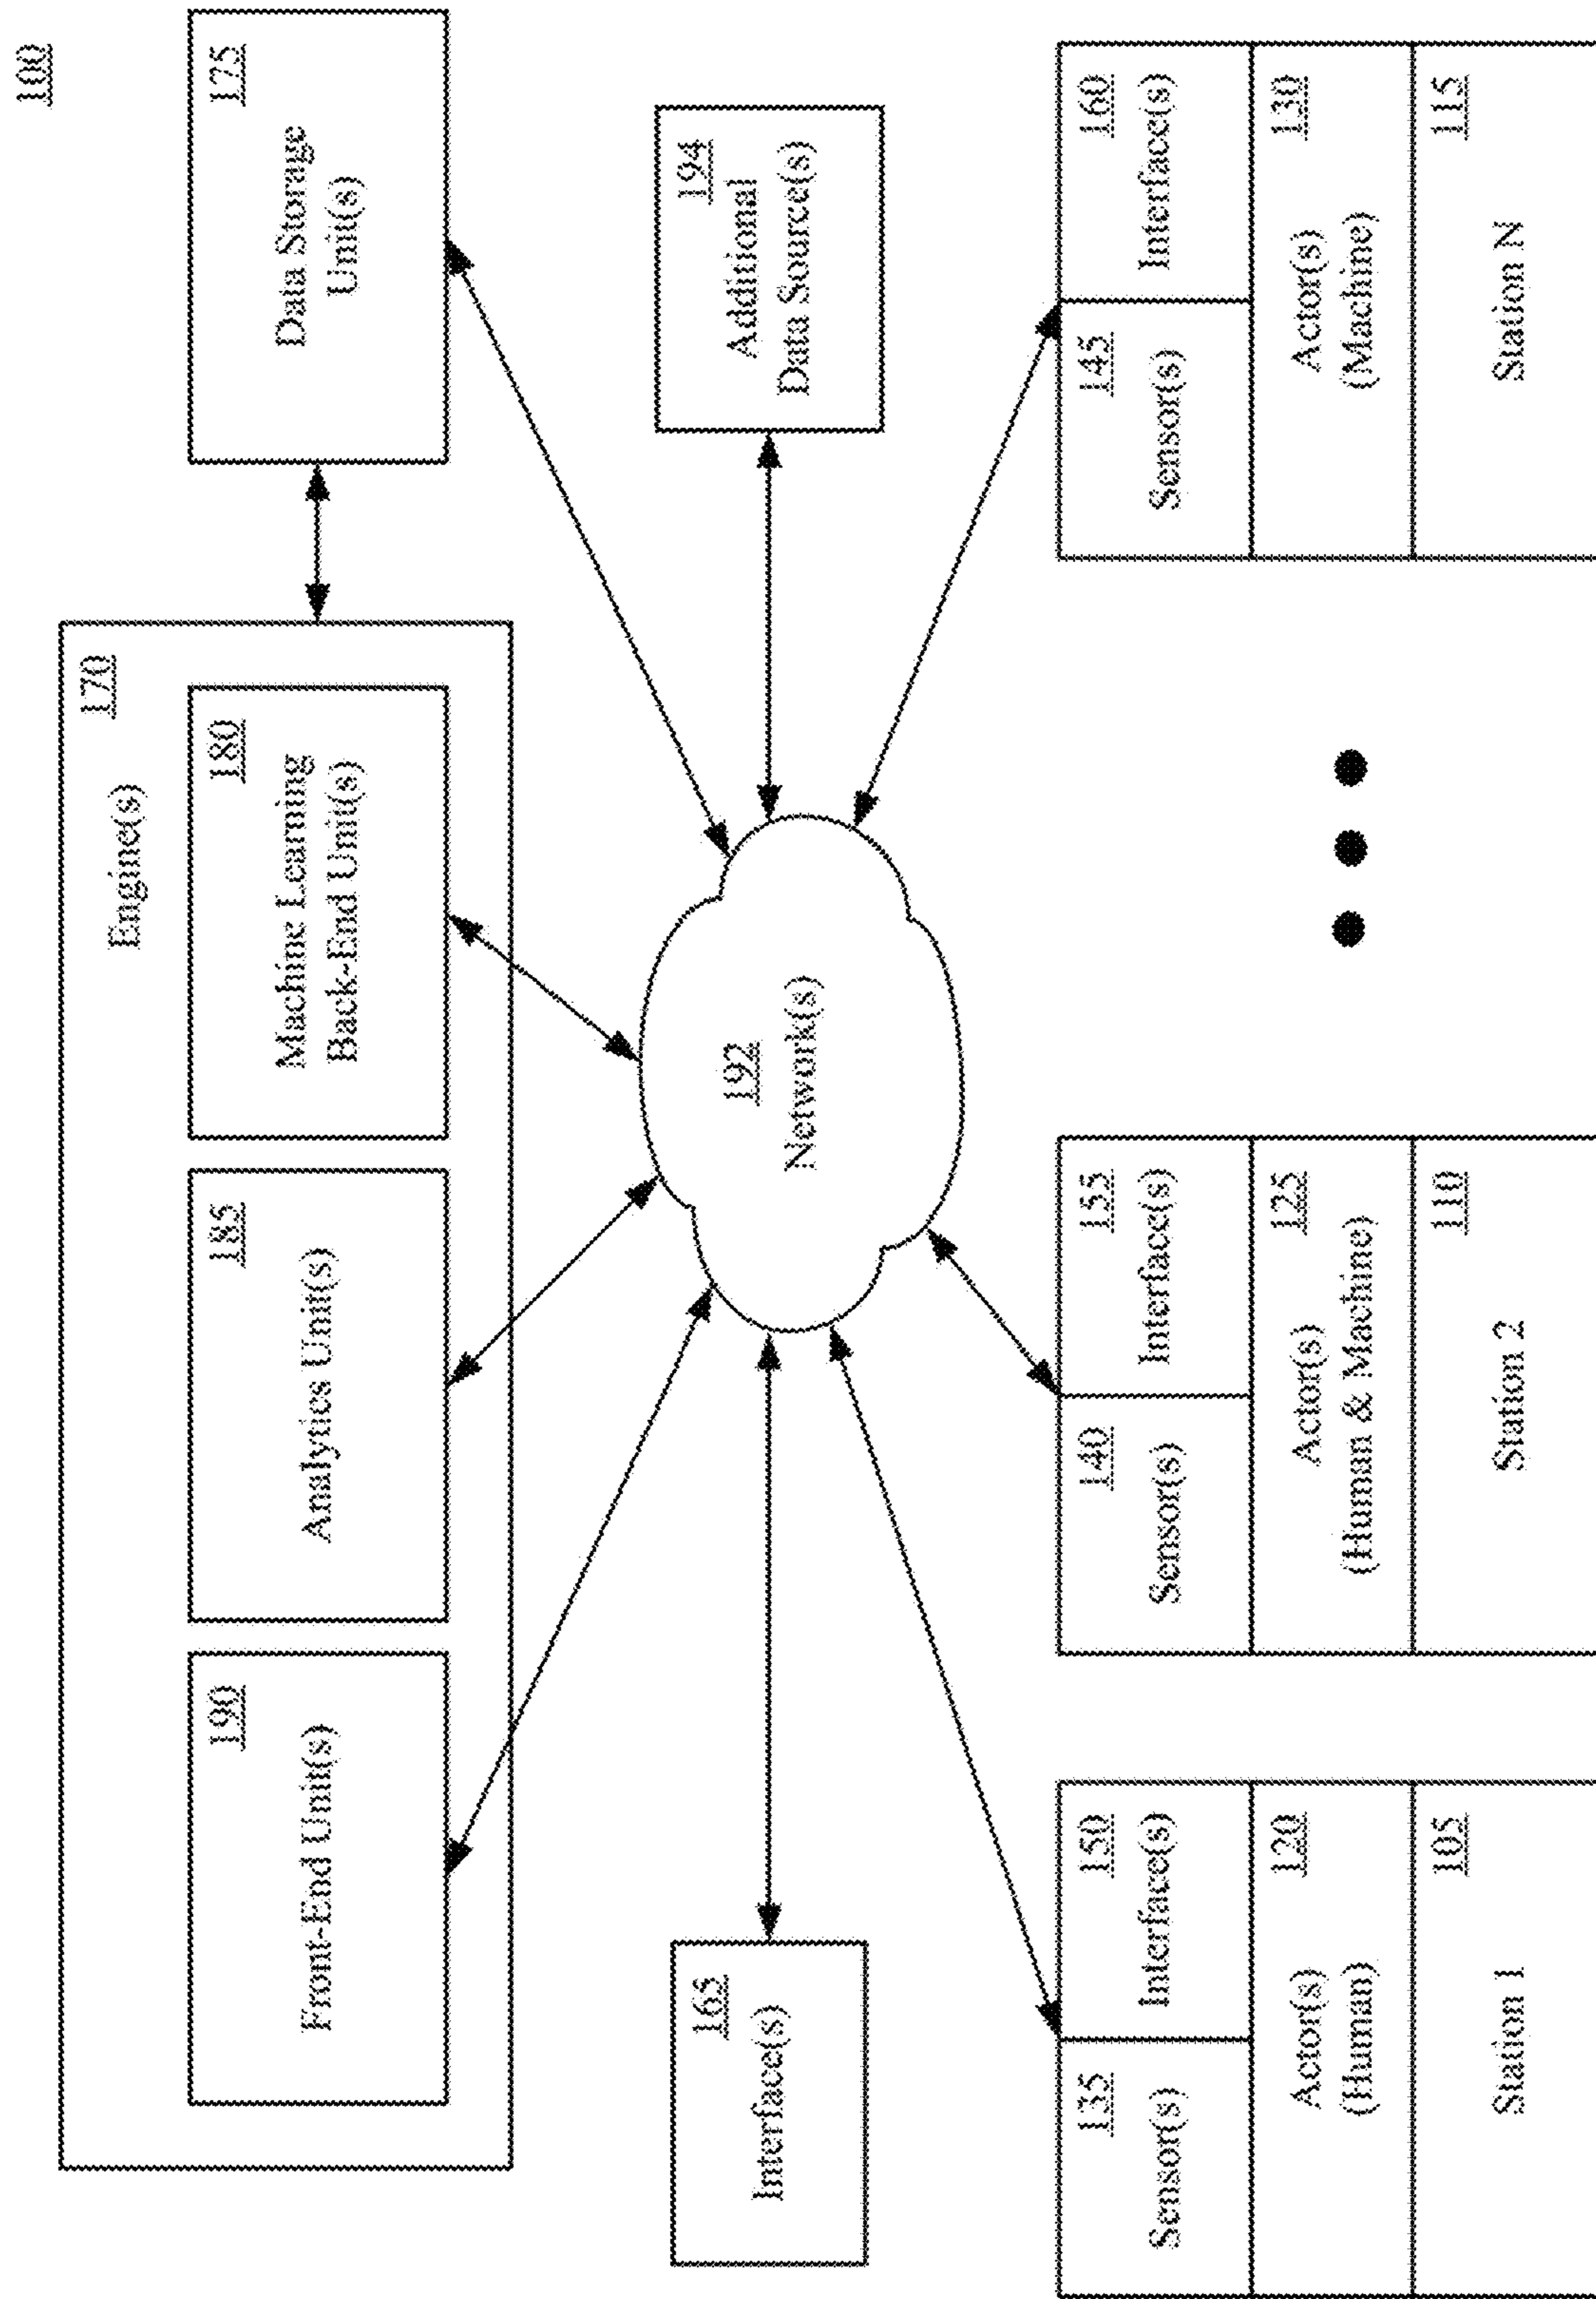 100
170
Engine(s)
190
Front-End Unit(s)
185
Analytics Unit(s)
180
Machine Learning
Back-End Unit(s)
175
Data Storage
Unit(s)
165
Interface(s)
192
Network(s)
194
Additional
Data Source(s)
135
Sensor(s)
150
Interface(s)
120
Actor(s)
(Human)
105
Station 1
140
Sensor(s)
155
Interface(s)
125
Actor(s)
(Human & Machine)
110
Station 2
145
Sensor(s)
160
Interface(s)
130
Actor(s)
(Machine)
115
Station N